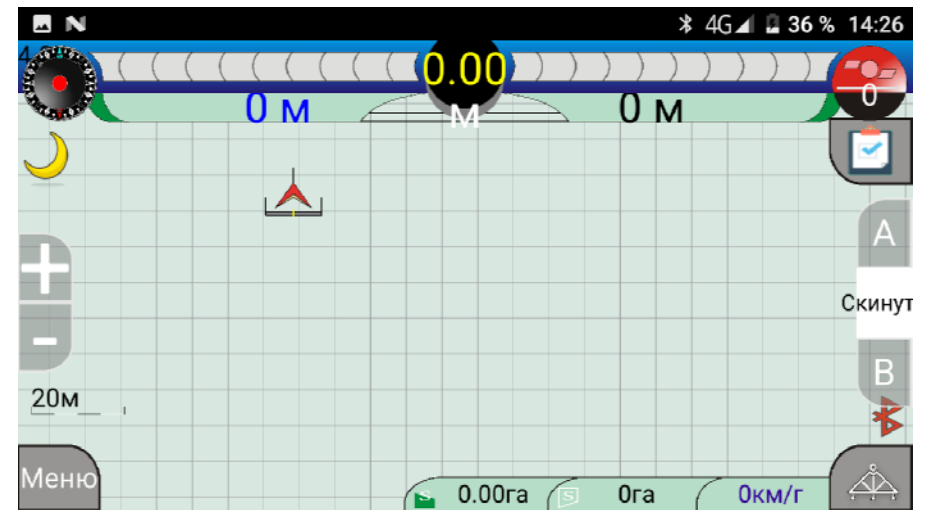 4G 36 % 14:26
0.00
м
0 м
0 м
0
A
Скинут
B
20м
Меню
S 0.00га
S 0га
0км/г